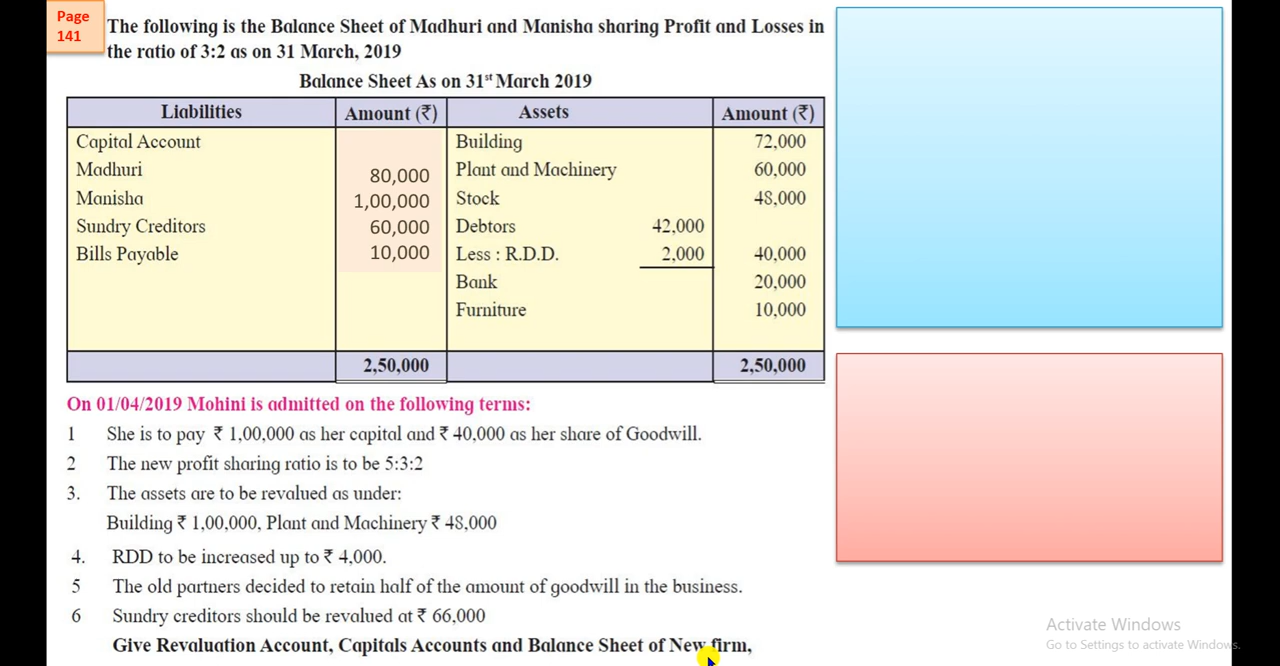 Page
141
The following is the Balance Sheet of Madhuri and Manisha sharing Profit and Losses in
the ratio of 3:2 as on 31 March, 2019
Balance Sheet As on 31st March 2019
Liabilities Amount (₹) Assets Amount (₹)
Capital Account Building 72,000
Madhuri 80,000 Plant and Machinery 60,000
Manisha 1,00,000 Stock 48,000
Sundry Creditors 60,000 Debtors 42,000
Bills Payable 10,000 Less : R.D.D. 2,000 40,000
Bank 20,000
Furniture 10,000
2,50,000 2,50,000
On 01/04/2019 Mohini is admitted on the following terms:
1 She is to pay ₹ 1,00,000 as her capital and ₹ 40,000 as her share of Goodwill.
2 The new profit sharing ratio is to be 5:3:2
3. The assets are to be revalued as under:
Building ₹ 1,00,000, Plant and Machinery ₹ 48,000
4. RDD to be increased up to ₹ 4,000.
5 The old partners decided to retain half of the amount of goodwill in the business.
6 Sundry creditors should be revalued at ₹ 66,000
Give Revaluation Account, Capitals Accounts and Balance Sheet of New firm,
Activate Windows
Go to Settings to activate Windows.